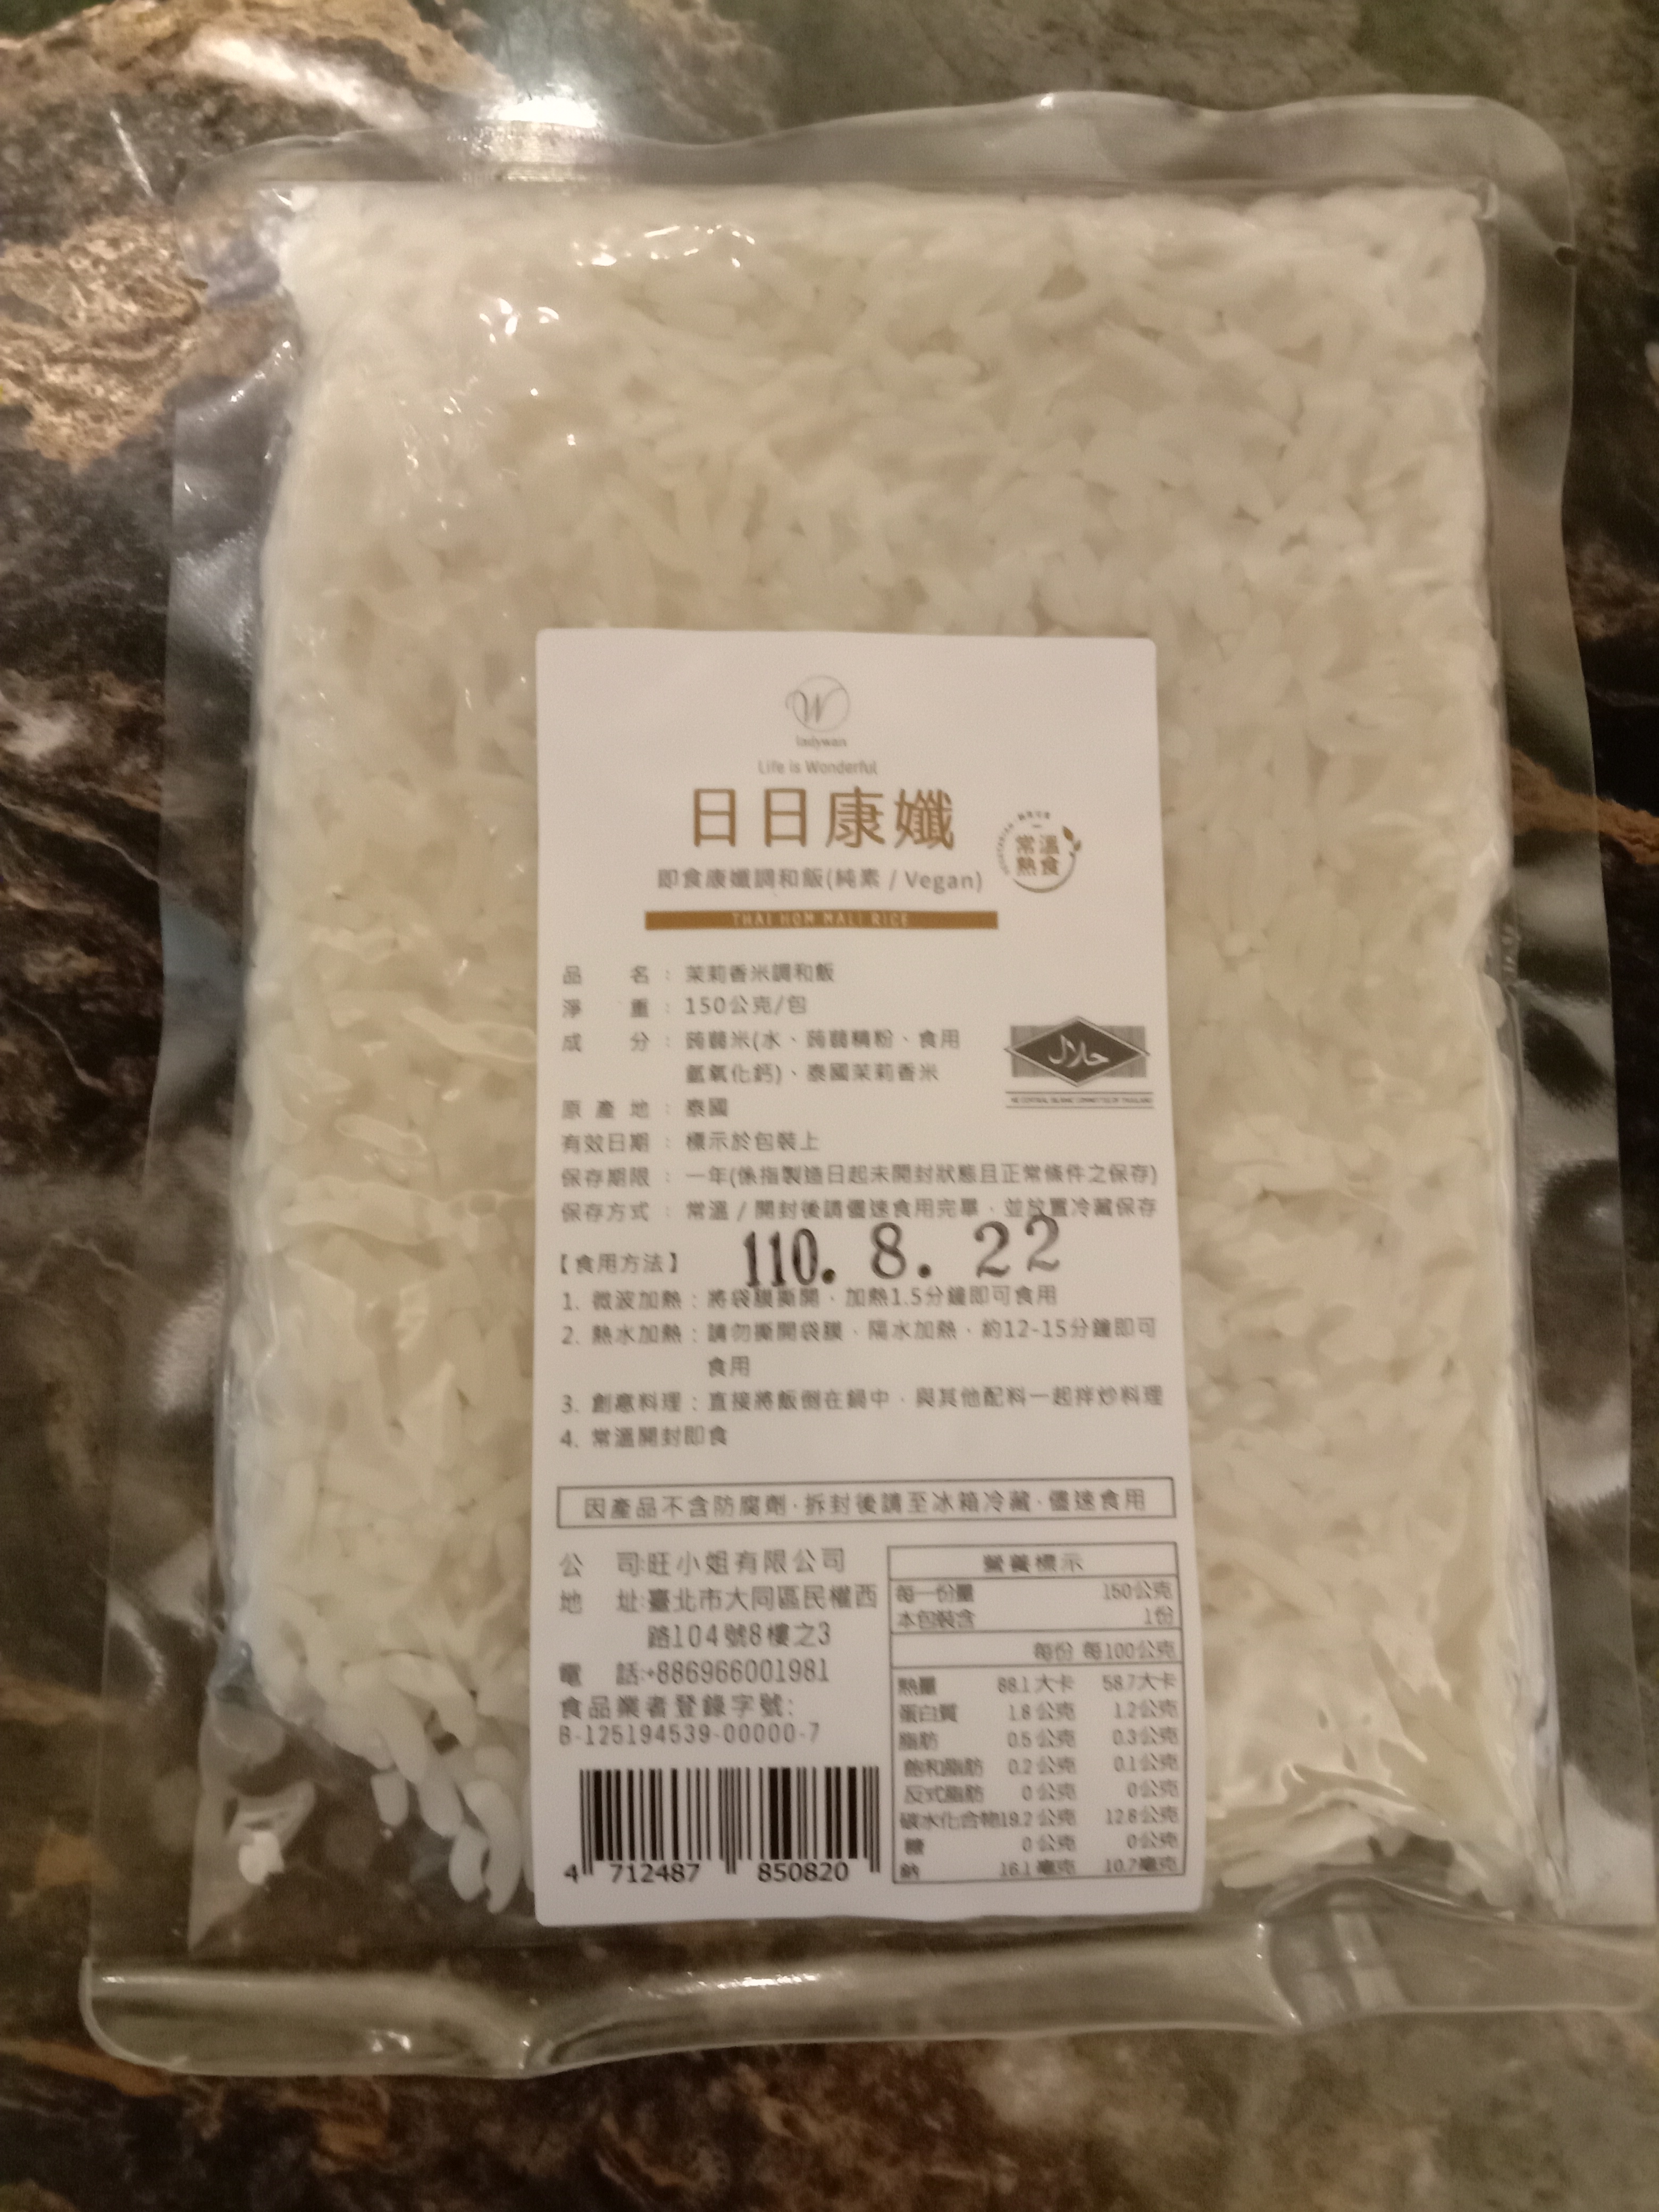 W
ladywan
Life is Wonderful
日日康孅
常溫
熱食
即食康孅調和飯(純素 / Vegan)
THAI HOM MALI RICE
品 名：茉莉香米調和飯
淨 重：150公克/包
成 分：蒟蒻米(水、蒟蒻精粉、食用
氫氧化鈣)、泰國茉莉香米
حلال
原 產 地：泰國
有效日期：標示於包裝上
保存期限：一年(係指製造日起未開封狀態且正常條件之保存)
保存方式：常溫 / 開封後請儘速食用完畢，並放置冷藏保存
110. 8. 22
【食用方法】
1. 微波加熱：將袋膜撕開，加熱1.5分鐘即可食用
2. 熱水加熱：請勿撕開袋膜，隔水加熱，約12-15分鐘即可
食用
3. 創意料理：直接將飯倒在鍋中，與其他配料一起拌炒料理
4. 常溫開封即食
因產品不含防腐劑，拆封後請至冰箱冷藏，儘速食用
公 司:旺小姐有限公司
地 址:臺北市大同區民權西
路104號8樓之3
電 話:+886966001981
食品業者登錄字號:
B-125194539-00000-7
4 712487 850820
營養標示
每一份量 150公克
本包裝含 1份
每份 每100公克
熱量 88.1大卡 58.7大卡
蛋白質 1.8公克 1.2公克
脂肪 0.5公克 0.3公克
飽和脂肪 0.2公克 0.1公克
反式脂肪 0公克 0公克
碳水化合物19.2公克 12.8公克
糖 0公克 0公克
鈉 16.1毫克 10.7毫克